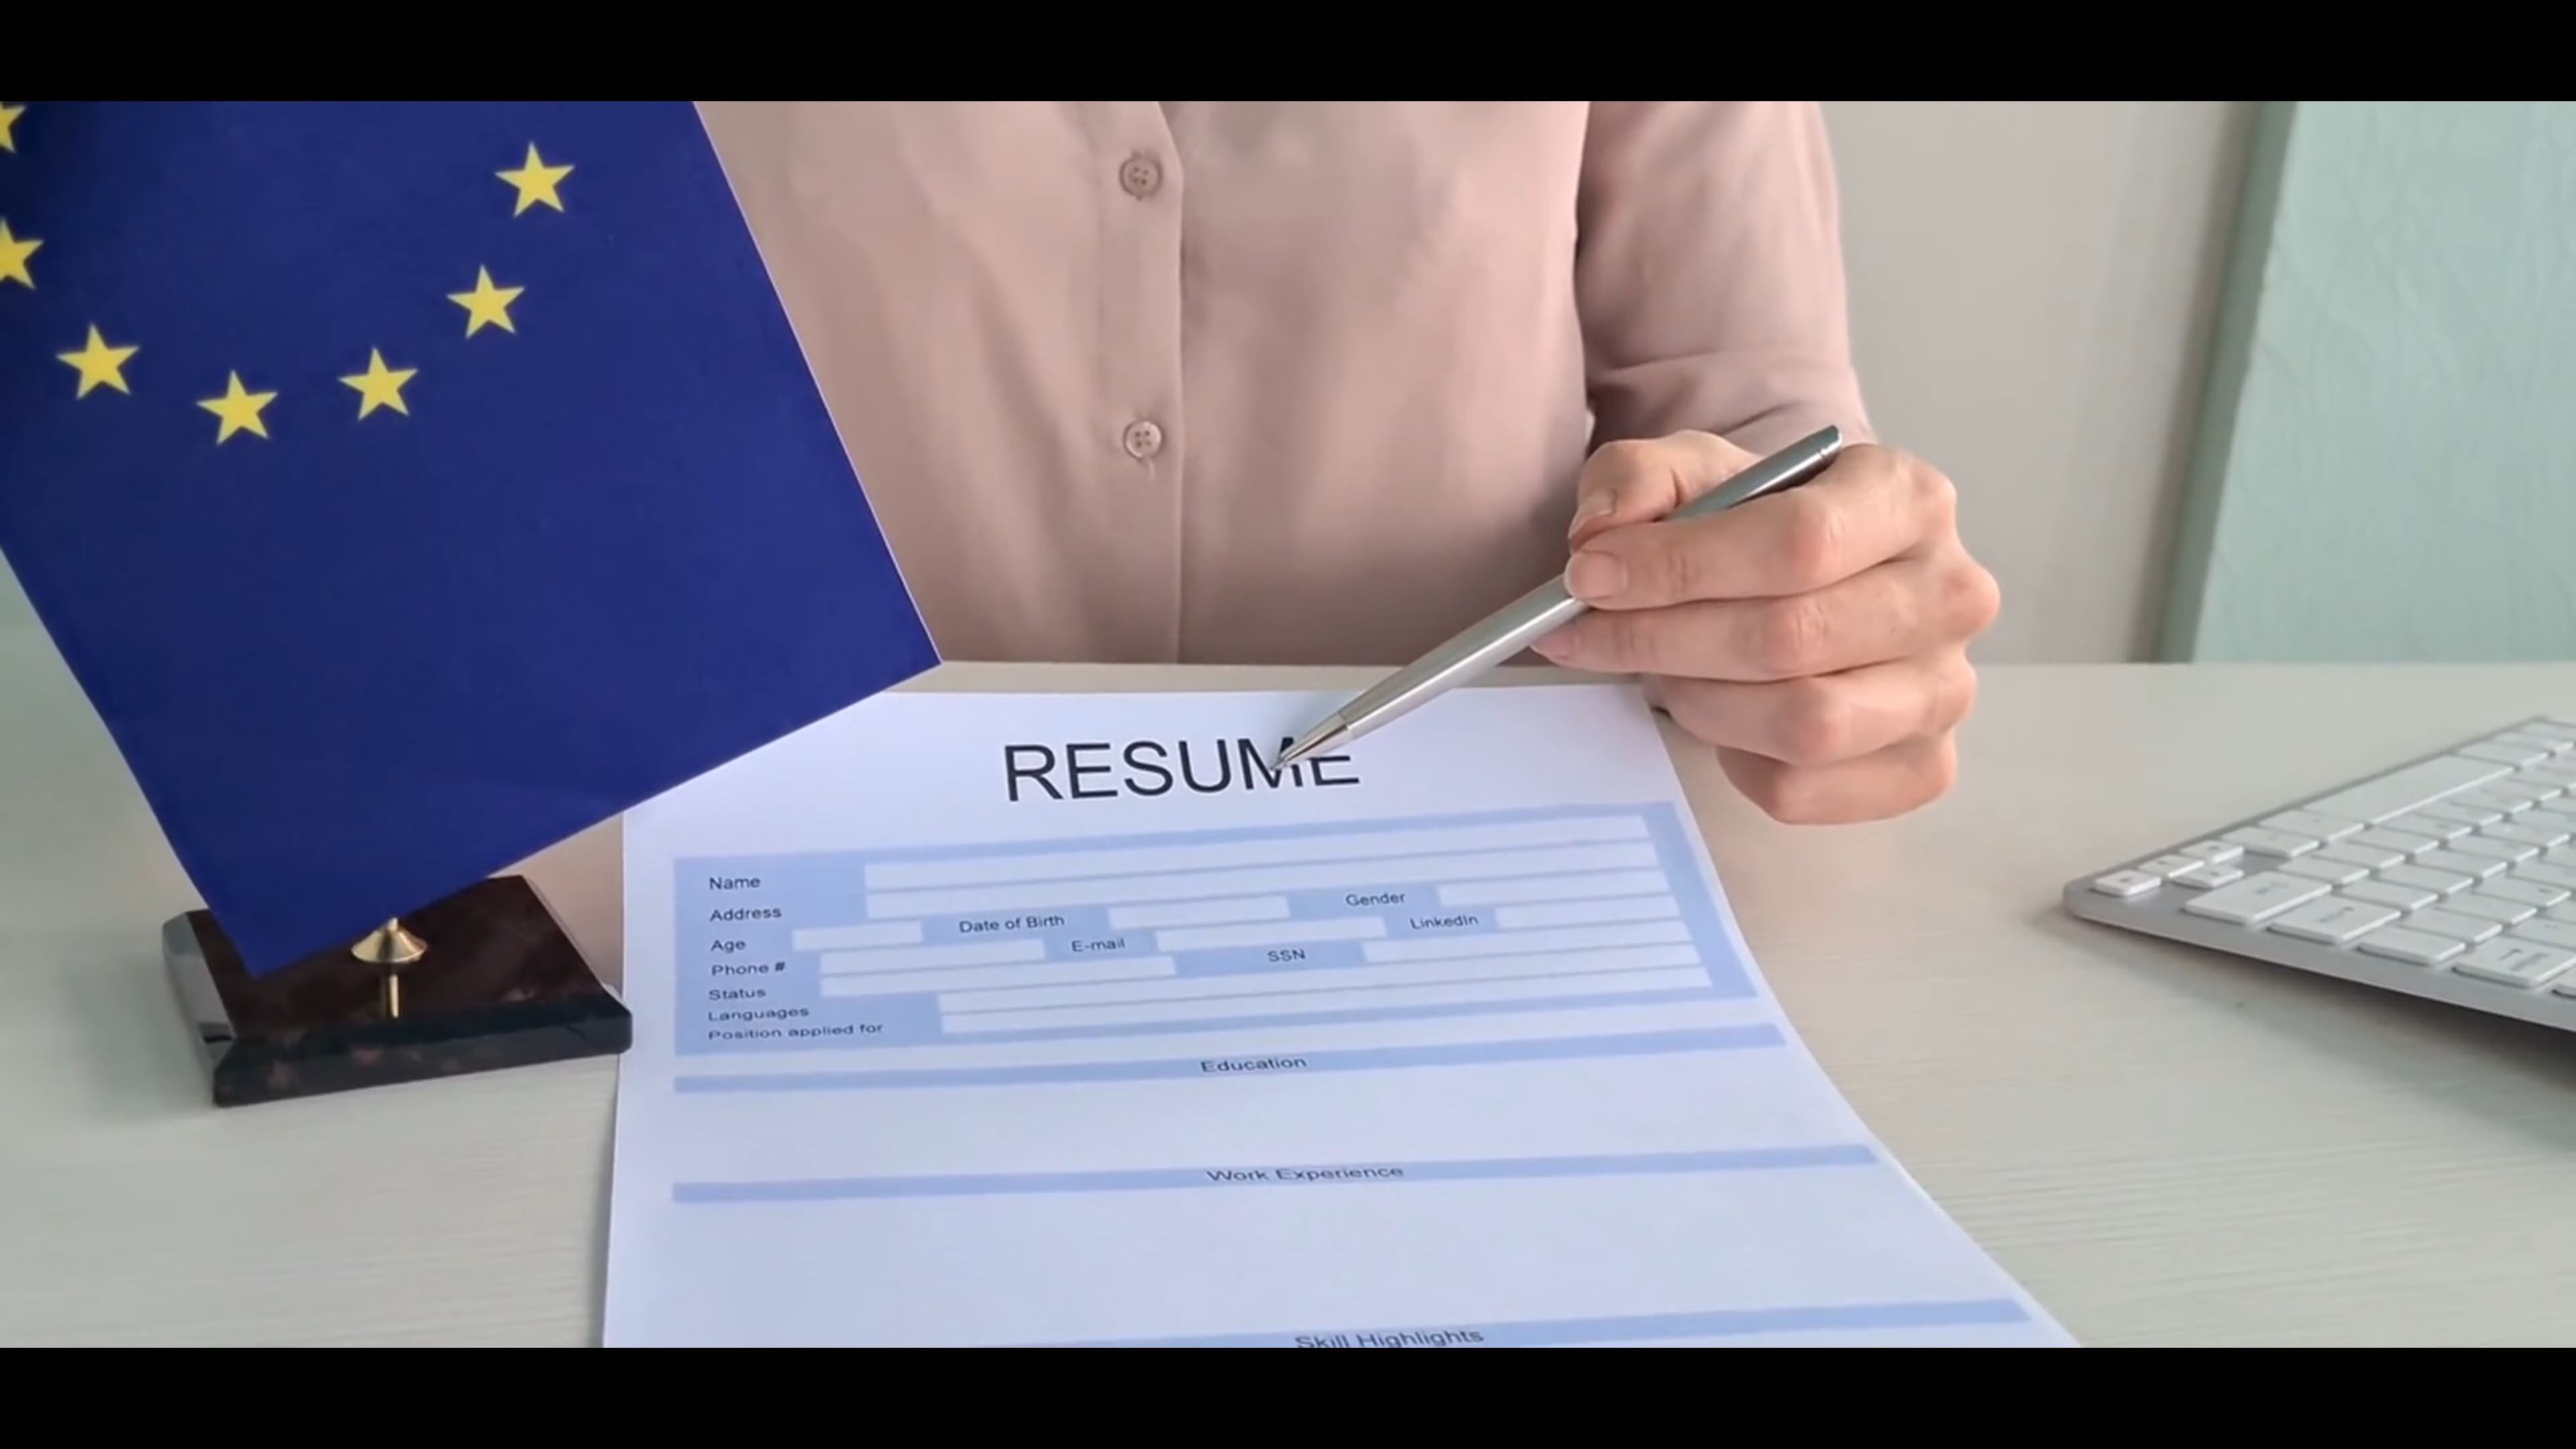 RESUME
Name
Address
Gender
Age
Date of Birth
LinkedIn
Phone #
E-mail
Status
SSN
Languages
Position applied for
Education
Work Experience
Skill Highlights